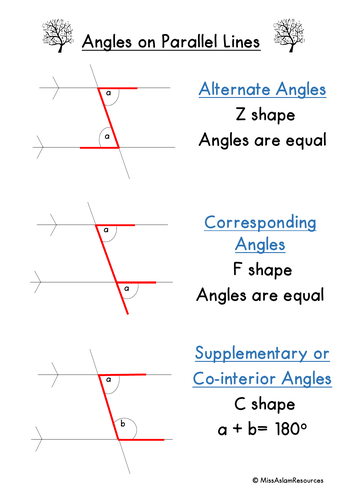 Angles on Parallel Lines
a
a
Alternate Angles
Z shape
Angles are equal
a
a
Corresponding
Angles
F shape
Angles are equal
a
b
Supplementary or
Co-interior Angles
C shape
a + b= 180°
© MissAslamResources